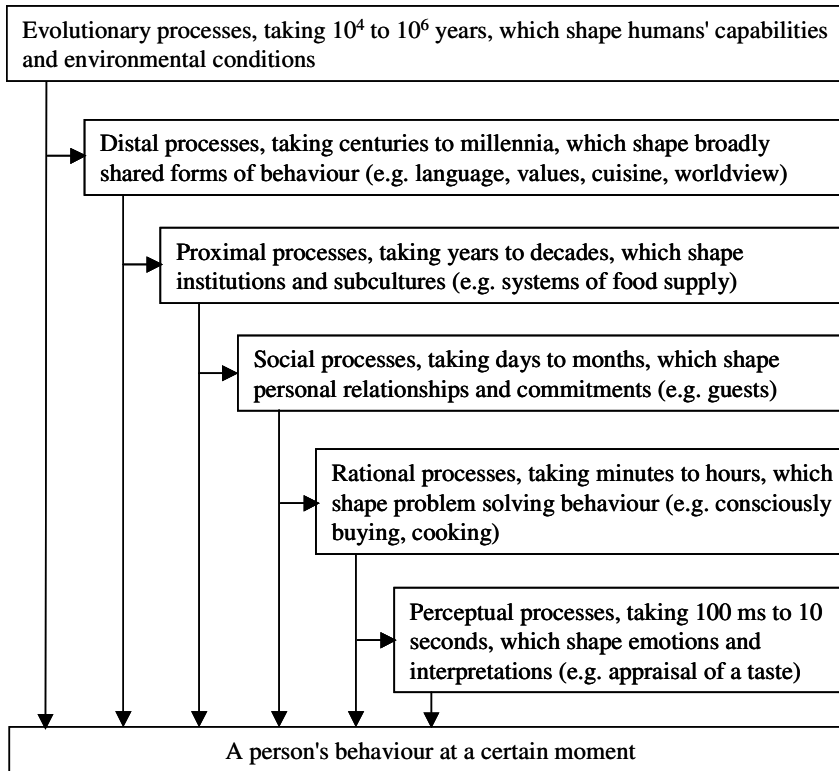 Evolutionary processes, taking 10⁴ to 10⁶ years, which shape humans' capabilities
and environmental conditions
Distal processes, taking centuries to millennia, which shape broadly
shared forms of behaviour (e.g. language, values, cuisine, worldview)
Proximal processes, taking years to decades, which shape
institutions and subcultures (e.g. systems of food supply)
Social processes, taking days to months, which shape
personal relationships and commitments (e.g. guests)
Rational processes, taking minutes to hours, which
shape problem solving behaviour (e.g. consciously
buying, cooking)
Perceptual processes, taking 100 ms to 10
seconds, which shape emotions and
interpretations (e.g. appraisal of a taste)
A person's behaviour at a certain moment